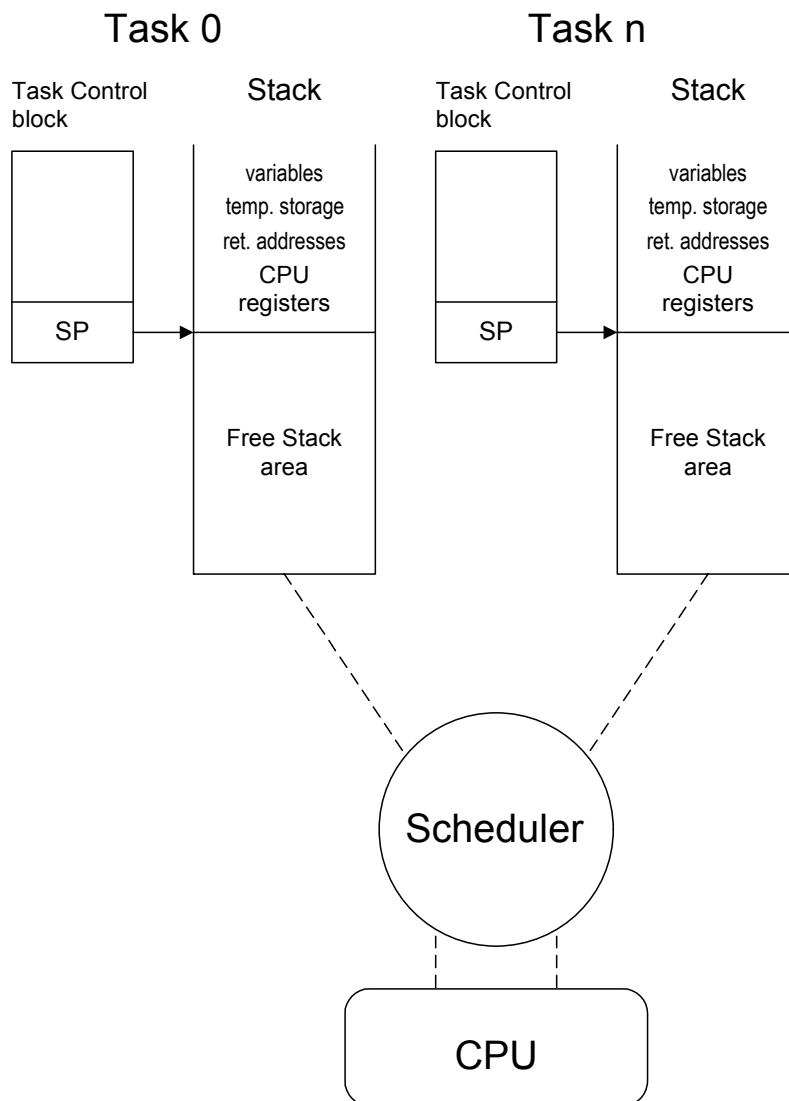 Task 0
Task n
Task Control
block
Stack
Task Control
block
Stack
variables
temp. storage
ret. addresses
CPU
registers
SP
variables
temp. storage
ret. addresses
CPU
registers
SP
Free Stack
area
Free Stack
area
Scheduler
CPU